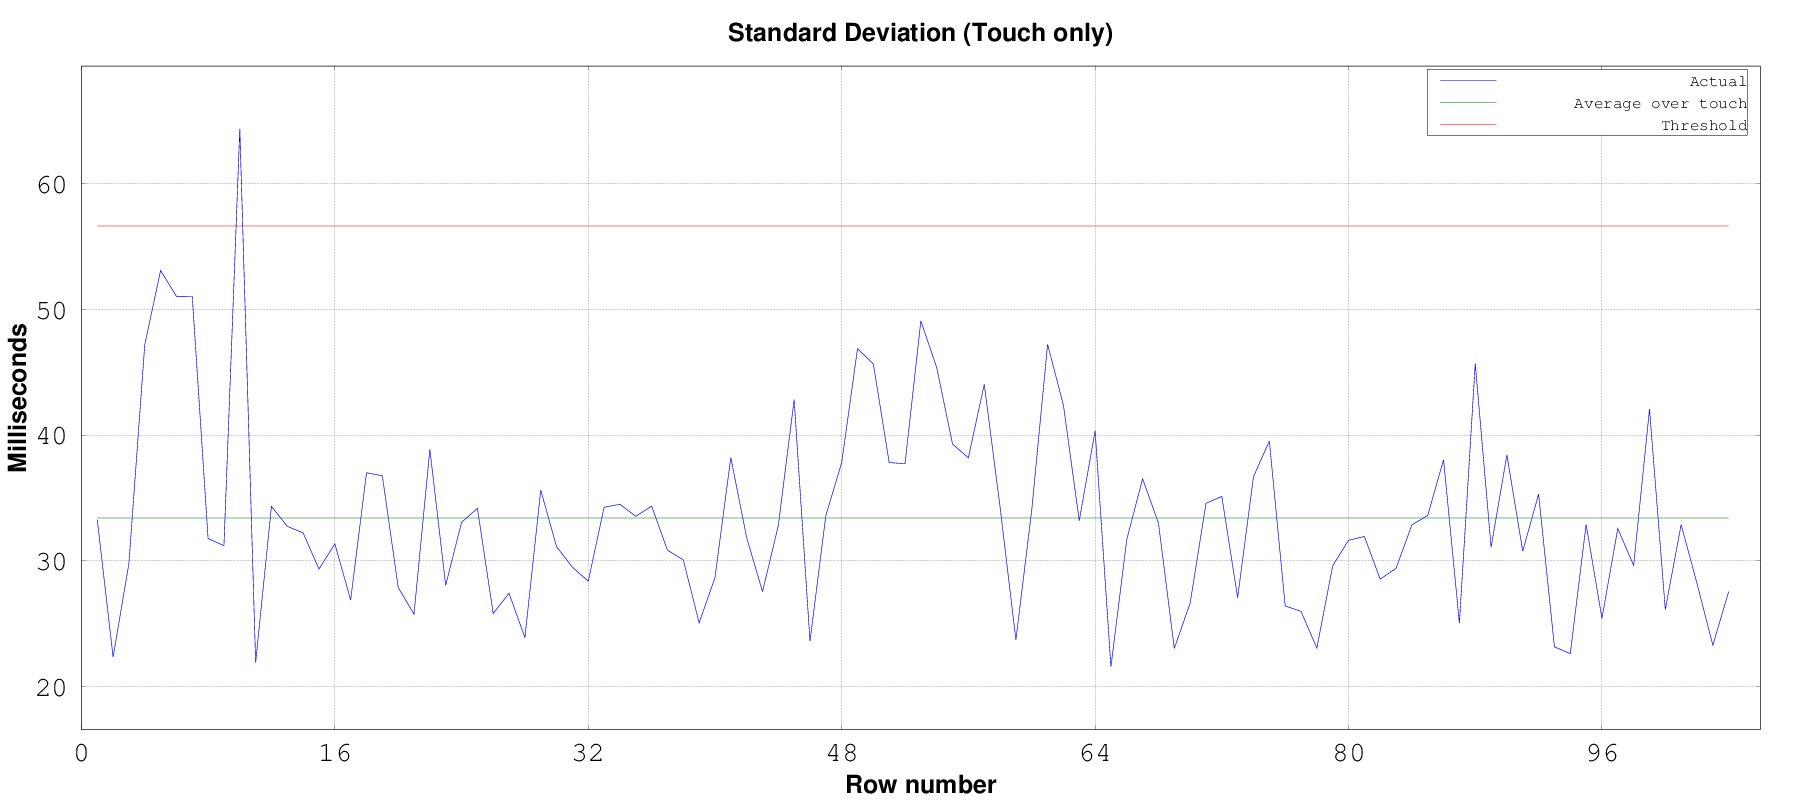 Standard Deviation (Touch only)
Actual
Average over touch
Threshold
60
50
40
30
20
Milliseconds
0 16 32 48 64 80 96
Row number